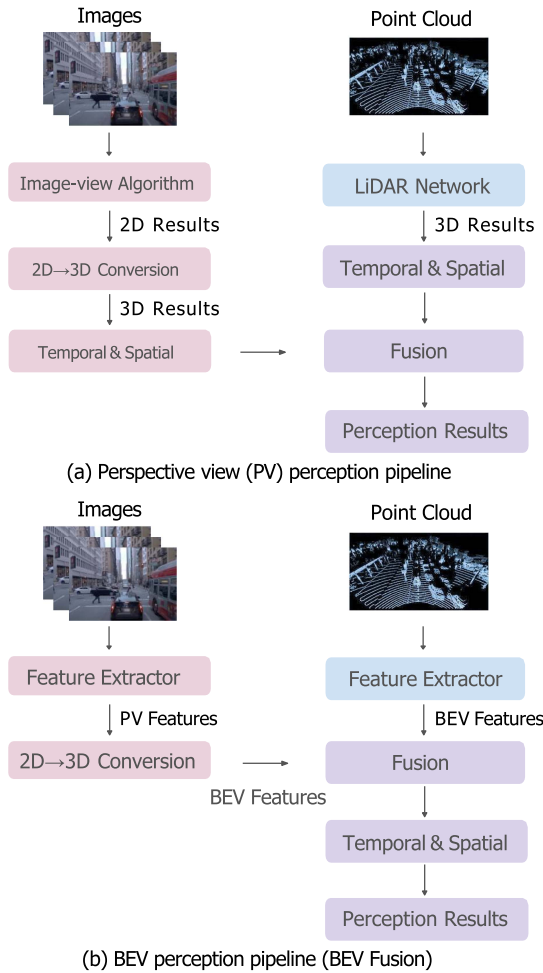 Images
Point Cloud
Image-view Algorithm
LiDAR Network
2D Results
3D Results
2D→3D Conversion
Temporal & Spatial
3D Results
Temporal & Spatial
Fusion
Perception Results
(a) Perspective view (PV) perception pipeline
Images
Point Cloud
Feature Extractor
Feature Extractor
PV Features
BEV Features
2D→3D Conversion
Fusion
BEV Features
Temporal & Spatial
Perception Results
(b) BEV perception pipeline (BEV Fusion)